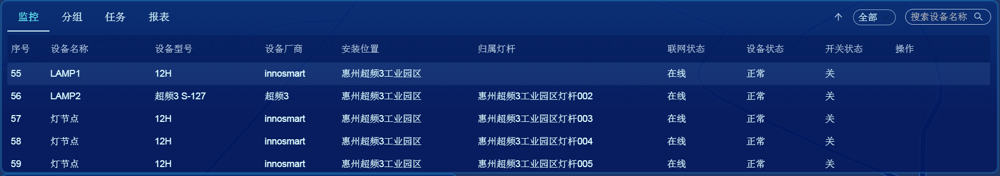 监控 分组 任务 报表 全部 搜索设备名称
序号 设备名称 设备型号 设备厂商 安装位置 归属灯杆 联网状态 设备状态 开关状态 操作
55 LAMP1 12H innosmart 惠州超频3工业园区 在线 正常 关
56 LAMP2 超频3 S-127 超频3 惠州超频3工业园区 惠州超频3工业园区灯杆002 在线 正常 关
57 灯节点 12H innosmart 惠州超频3工业园区 惠州超频3工业园区灯杆003 在线 正常 关
58 灯节点 12H innosmart 惠州超频3工业园区 惠州超频3工业园区灯杆004 在线 正常 关
59 灯节点 12H innosmart 惠州超频3工业园区 惠州超频3工业园区灯杆005 在线 正常 关